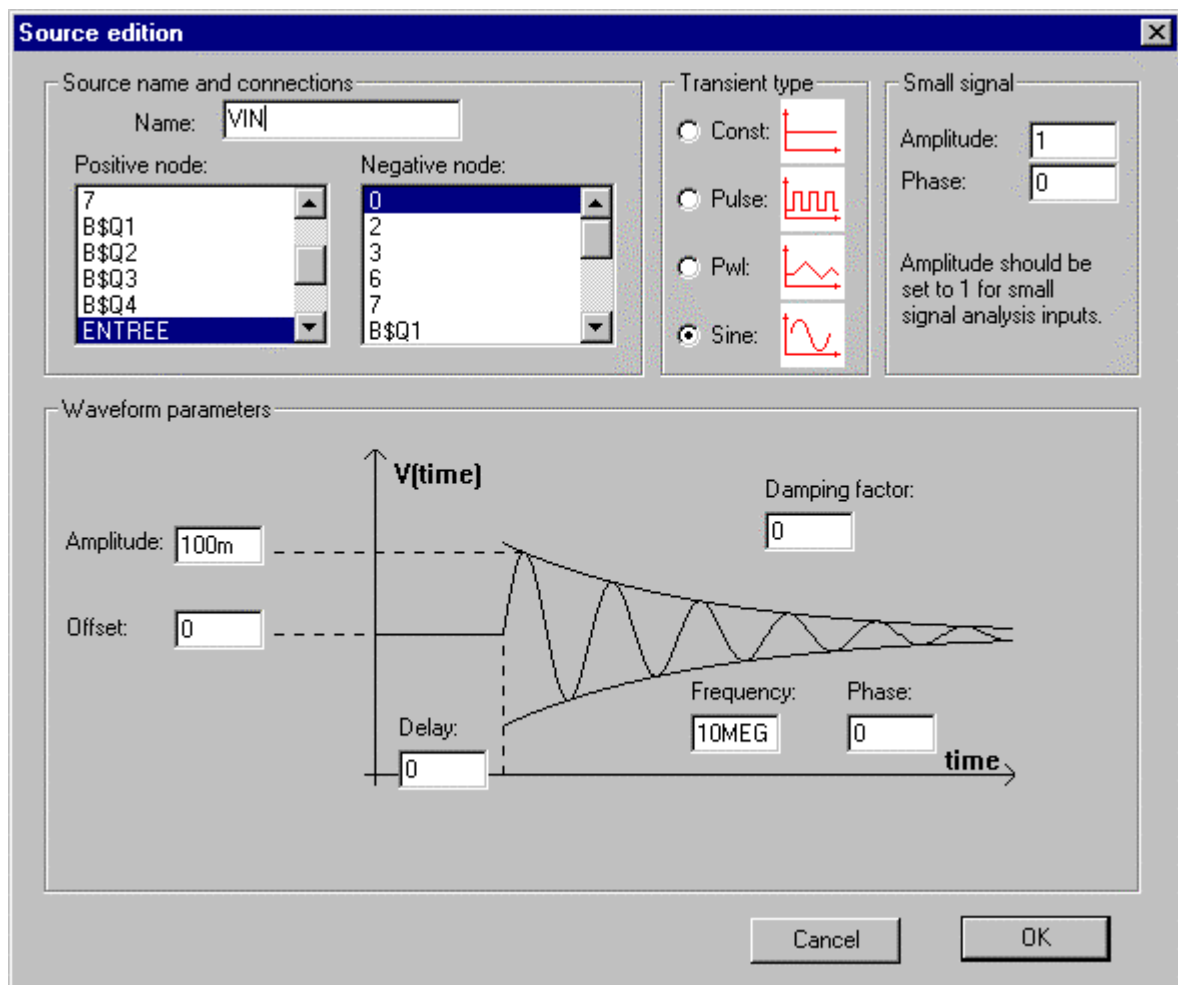 Source edition
Source name and connections
Name: VIN
Positive node:
7
B$Q1
B$Q2
B$Q3
B$Q4
ENTREE
Negative node:
0
2
3
6
7
B$Q1
Transient type
Const:
Pulse:
Pwl:
Sine:
Small signal
Amplitude: 1
Phase: 0
Amplitude should be
set to 1 for small
signal analysis inputs.
Waveform parameters
V(time)
Damping factor:
0
Amplitude: 100m
Offset: 0
Frequency:
10MEG
Phase:
0
Delay:
0
time
Cancel
OK